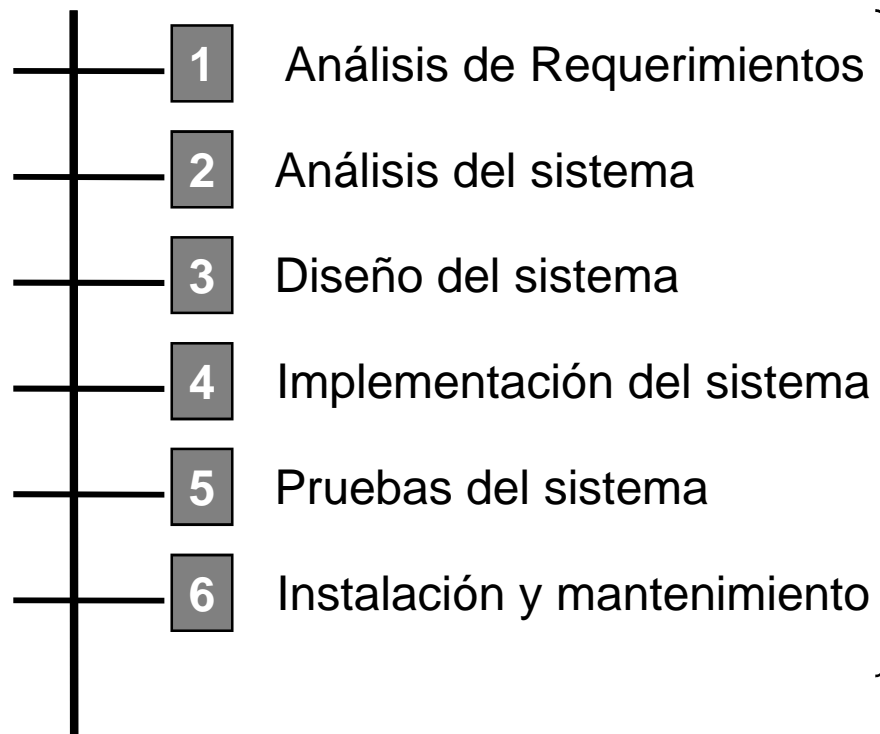 1 Análisis de Requerimientos
2 Análisis del sistema
3 Diseño del sistema
4 Implementación del sistema
5 Pruebas del sistema
6 Instalación y mantenimiento